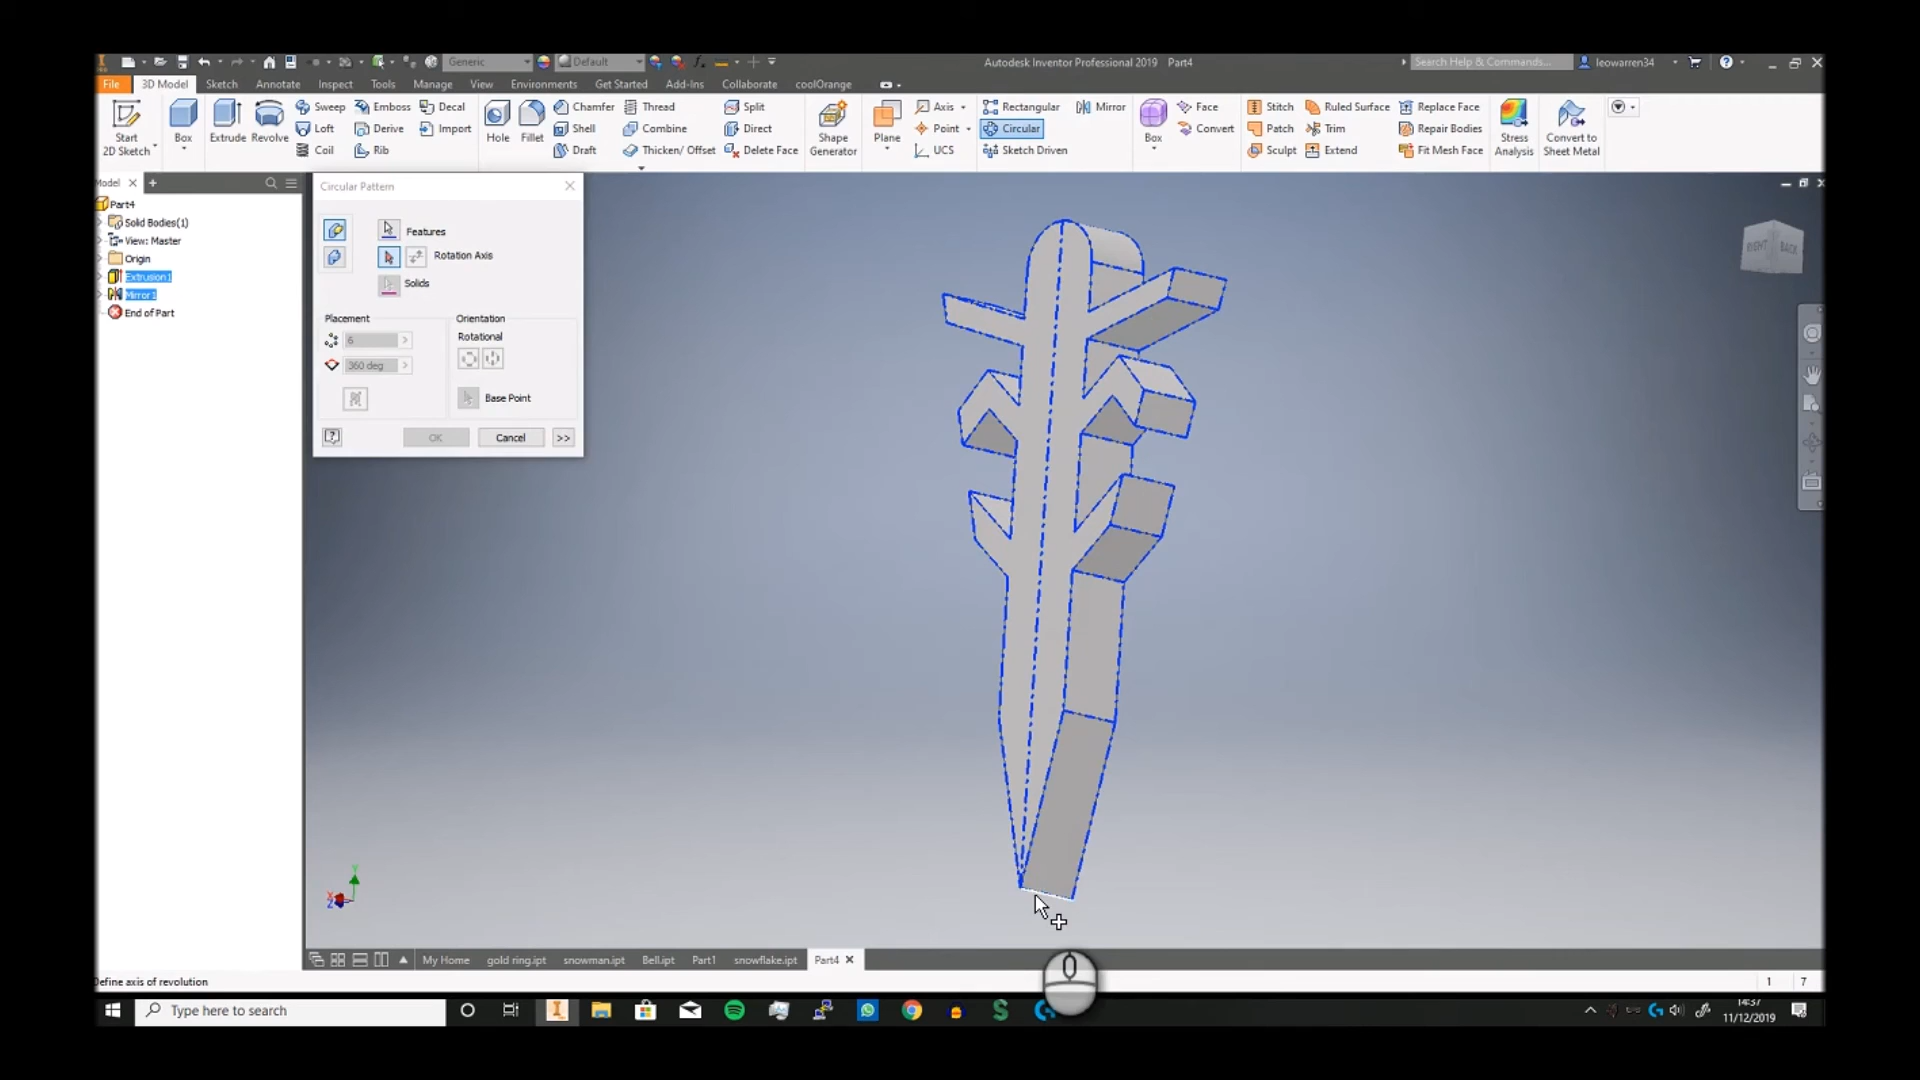 Generic
Default
Autodesk Inventor Professional 2019 Part4
Search Help & Commands...
leowarren34
File 3D Model Sketch Annotate Inspect Tools Manage View Environments Get Started Add-Ins Collaborate coolOrange
Start
2D Sketch
Box
Extrude
Revolve
Sweep Emboss Decal
Loft Derive Import
Coil Rib
Hole
Fillet
Chamfer Thread Split
Shell Combine Direct
Draft Thicken/ Offset Delete Face
Shape
Generator
Plane
Axis
Point
UCS
Rectangular Mirror
Circular
Sketch Driven
Box
Face
Convert
Stitch Ruled Surface Replace Face
Patch Trim Repair Bodies
Sculpt Extend Fit Mesh Face
Stress
Analysis
Convert to
Sheet Metal
Model
Part4
Solid Bodies(1)
View: Master
Origin
Extrusion1
Mirror1
End of Part
Circular Pattern
Features
Rotation Axis
Solids
Placement
6
360 deg
Orientation
Rotational
Base Point
OK Cancel >>
RIGHT BACK
Y
X
Z
My Home gold ring.ipt snowman.ipt Bell.ipt Part1 snowflake.ipt Part4
Define axis of revolution
1 7
Type here to search
14:37
11/12/2019